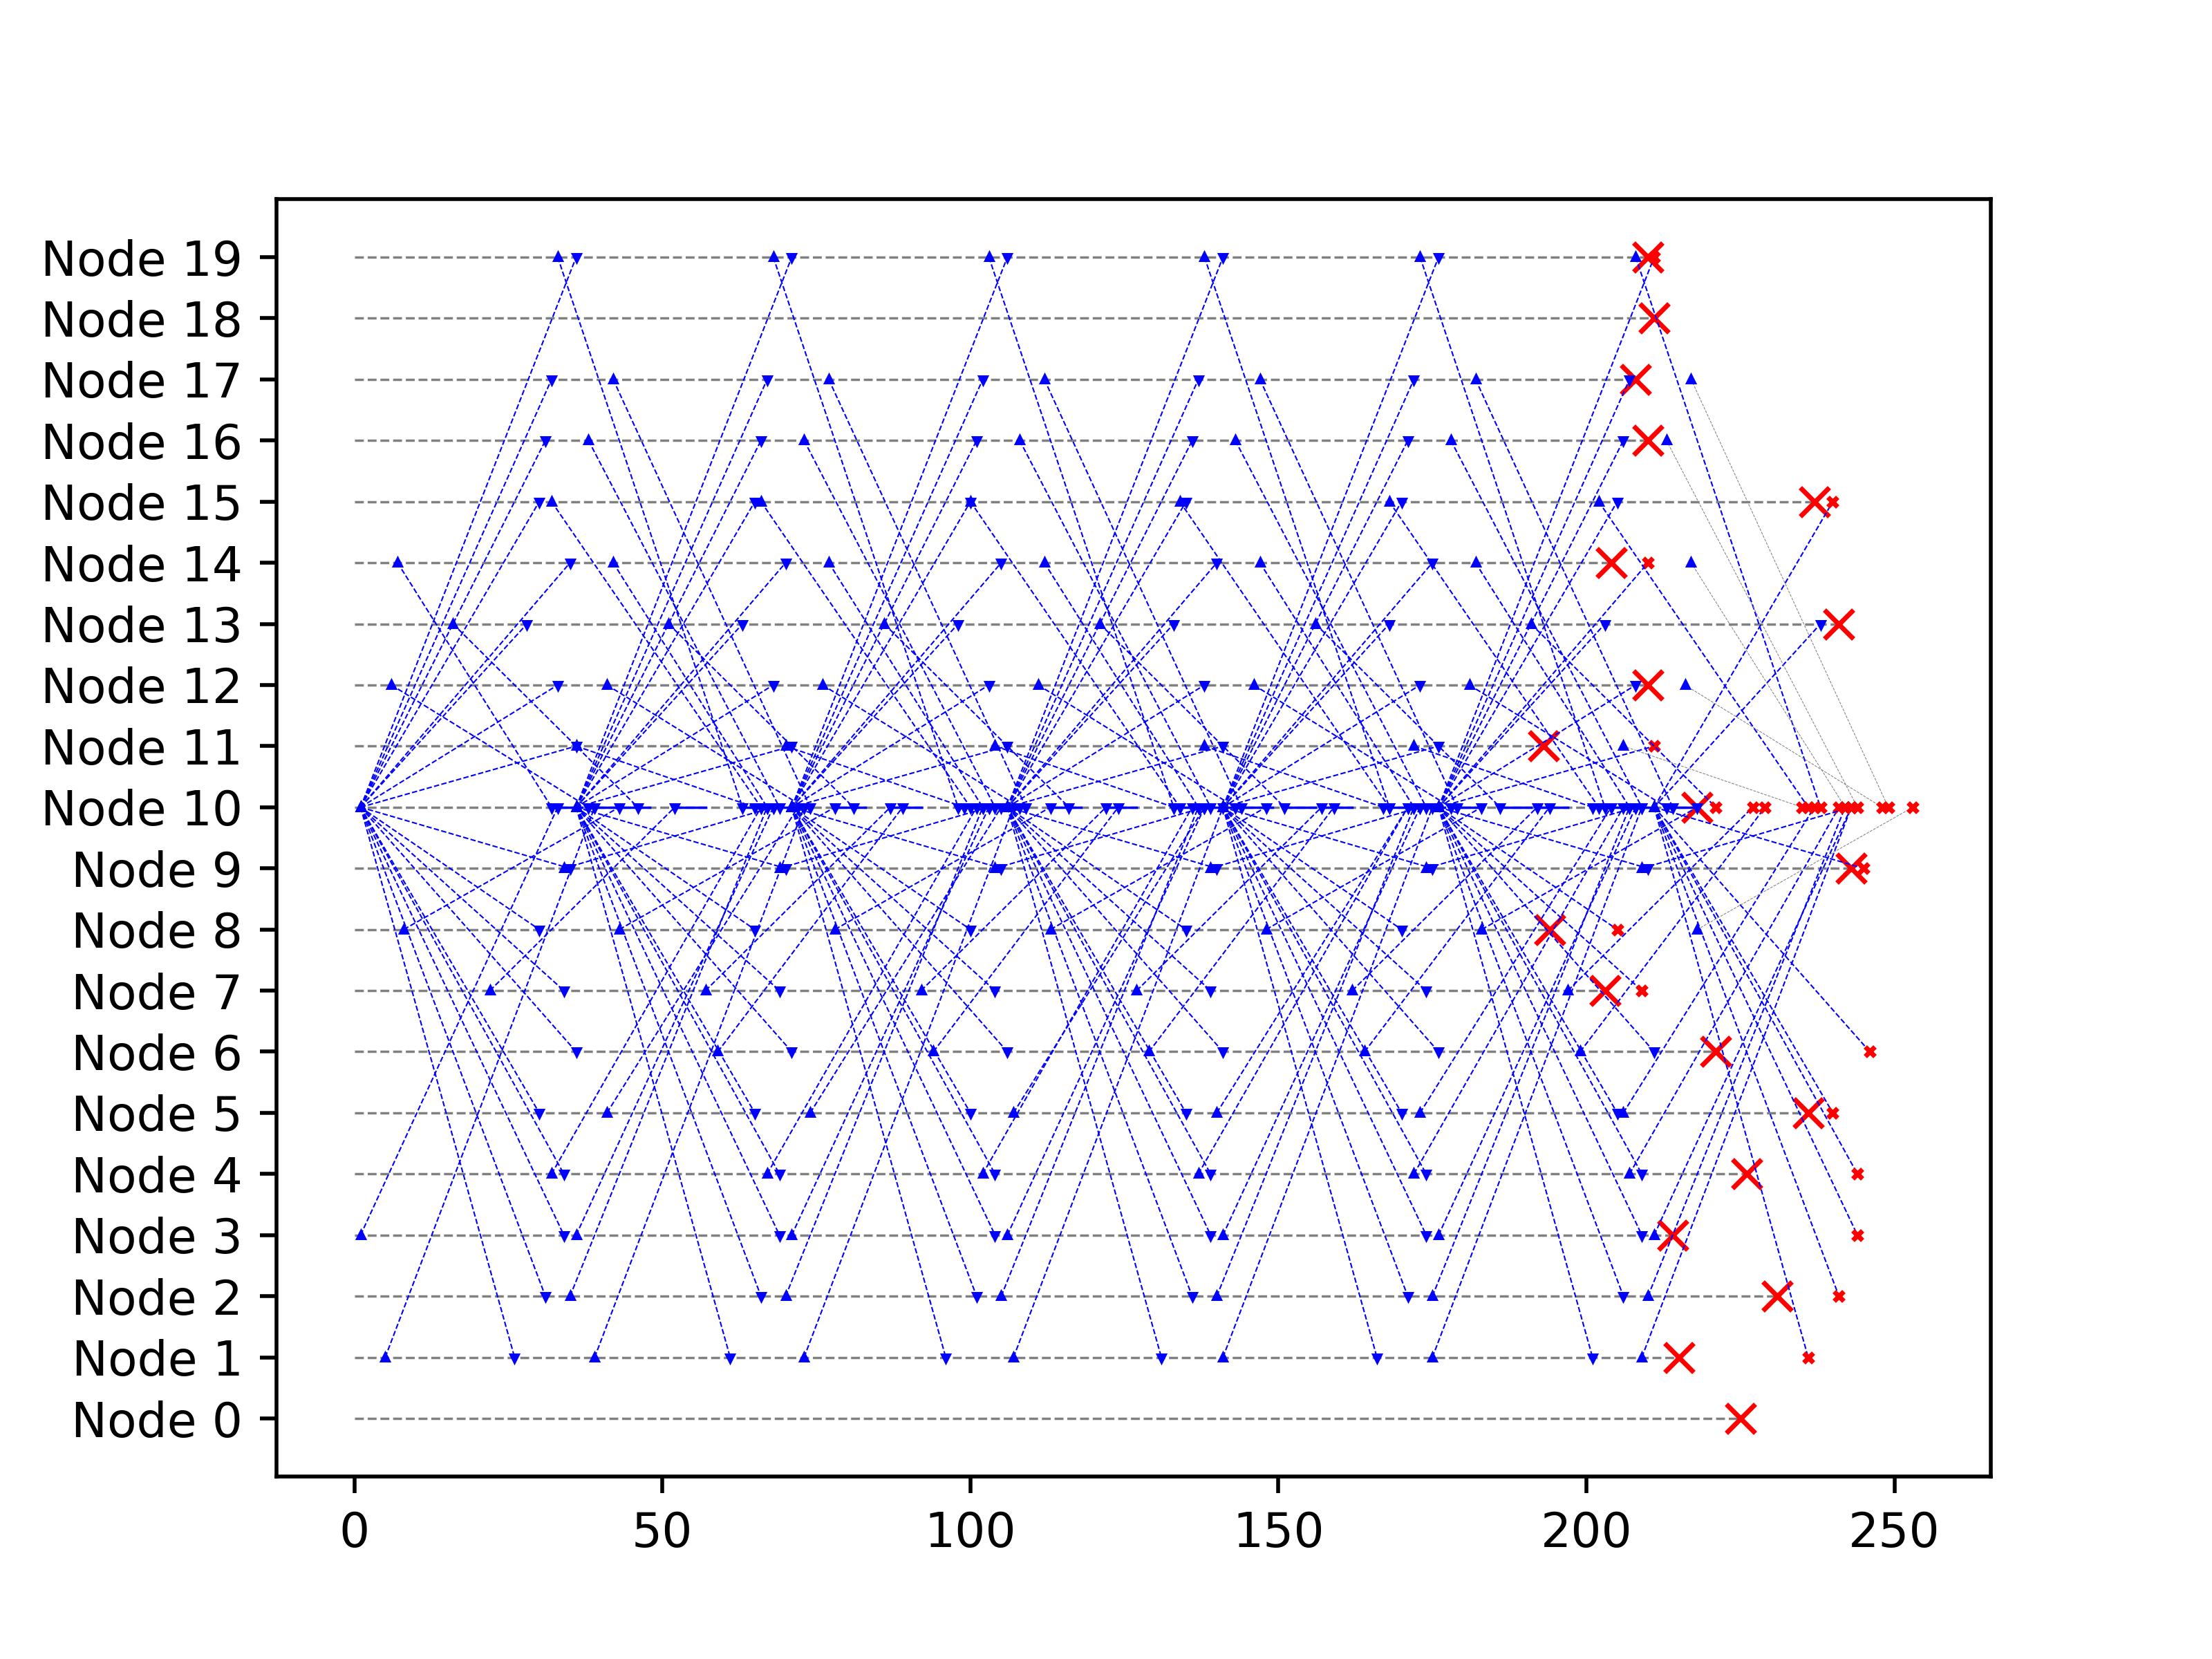 Node 19
Node 18
Node 17
Node 16
Node 15
Node 14
Node 13
Node 12
Node 11
Node 10
Node 9
Node 8
Node 7
Node 6
Node 5
Node 4
Node 3
Node 2
Node 1
Node 0
0 50 100 150 200 250